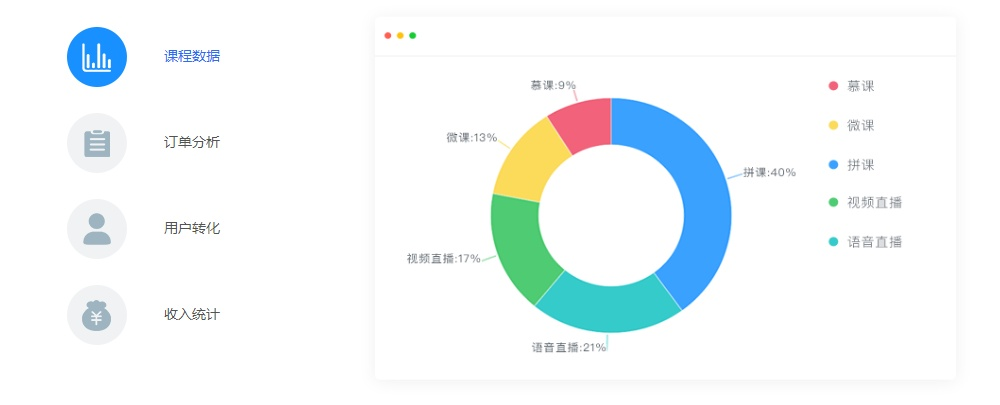 课程数据
订单分析
用户转化
收入统计
慕课:9%
微课:13%
拼课:40%
视频直播:17%
语音直播:21%
慕课
微课
拼课
视频直播
语音直播